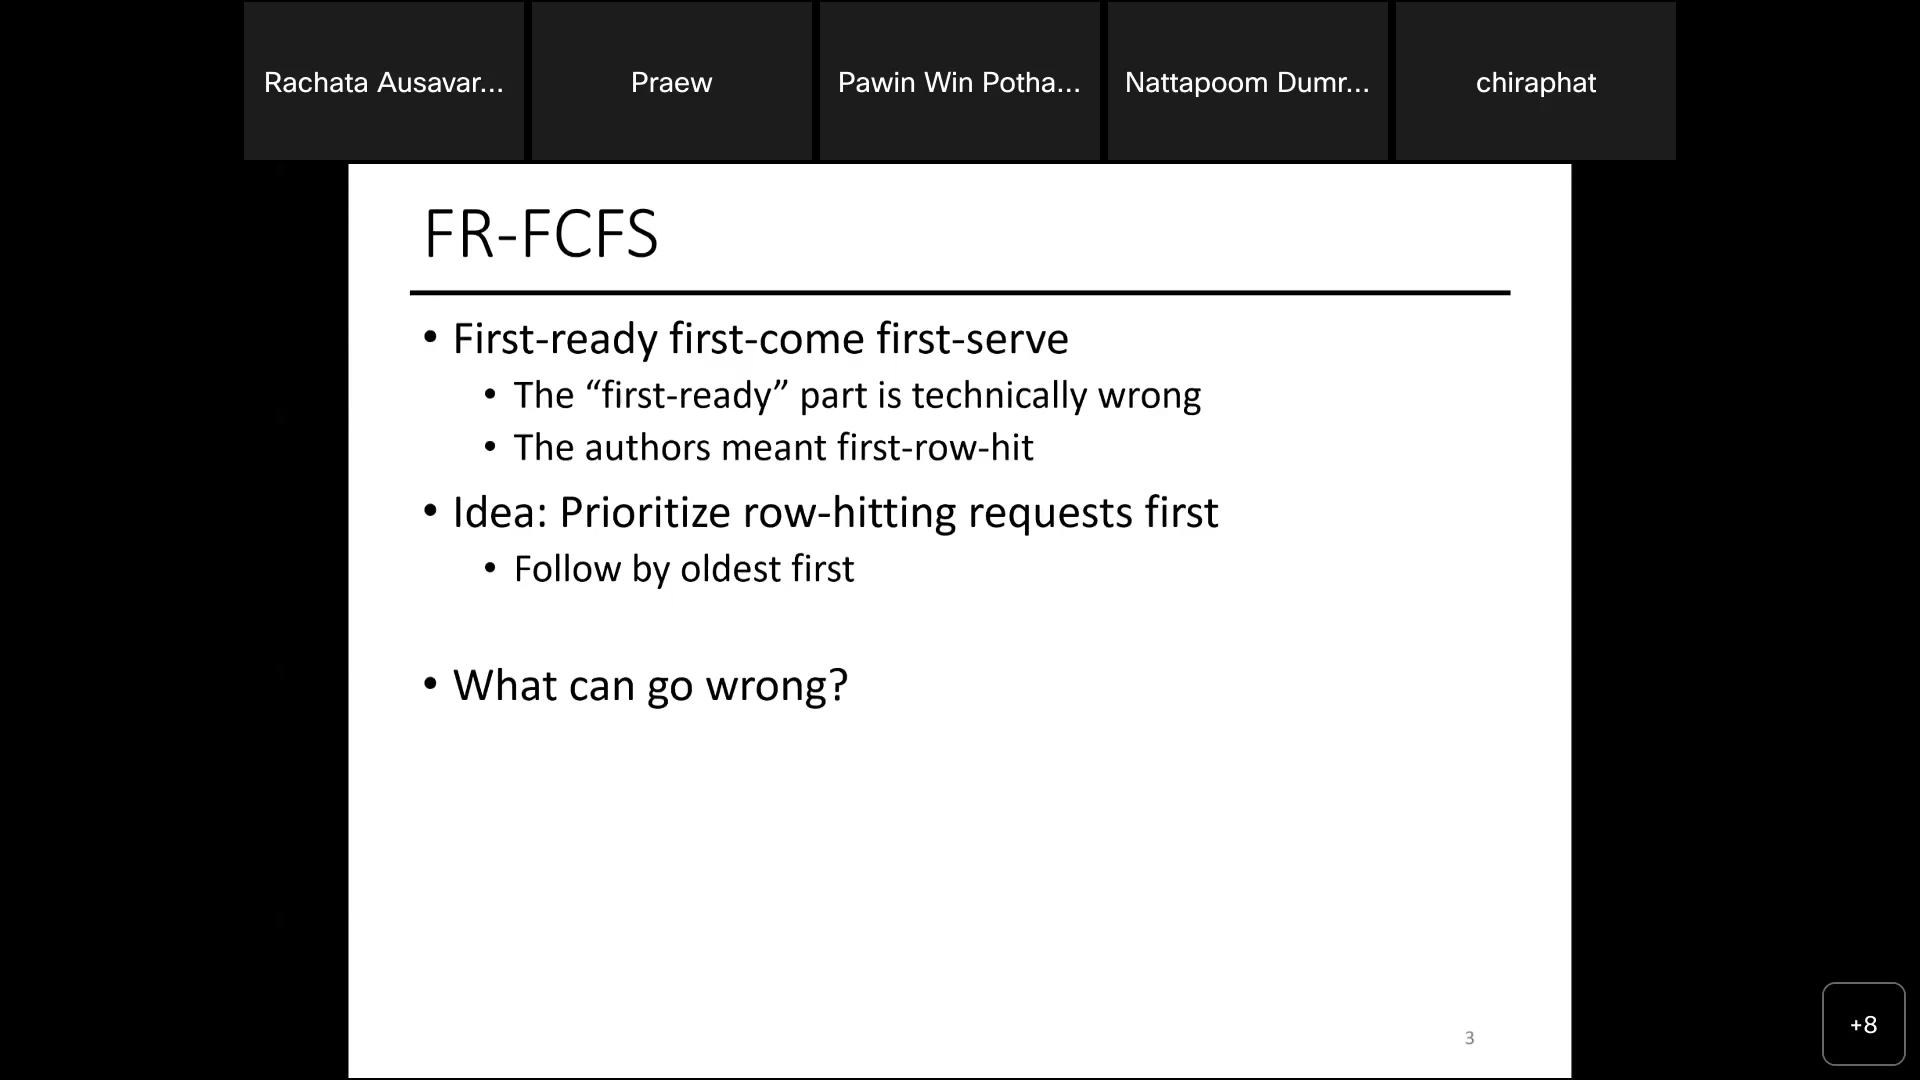 Rachata Ausavar...
Praew
Pawin Win Potha...
Nattapoom Dumr...
chiraphat
FR-FCFS
• First-ready first-come first-serve
• The “first-ready” part is technically wrong
• The authors meant first-row-hit
• Idea: Prioritize row-hitting requests first
• Follow by oldest first
• What can go wrong?
3
+8